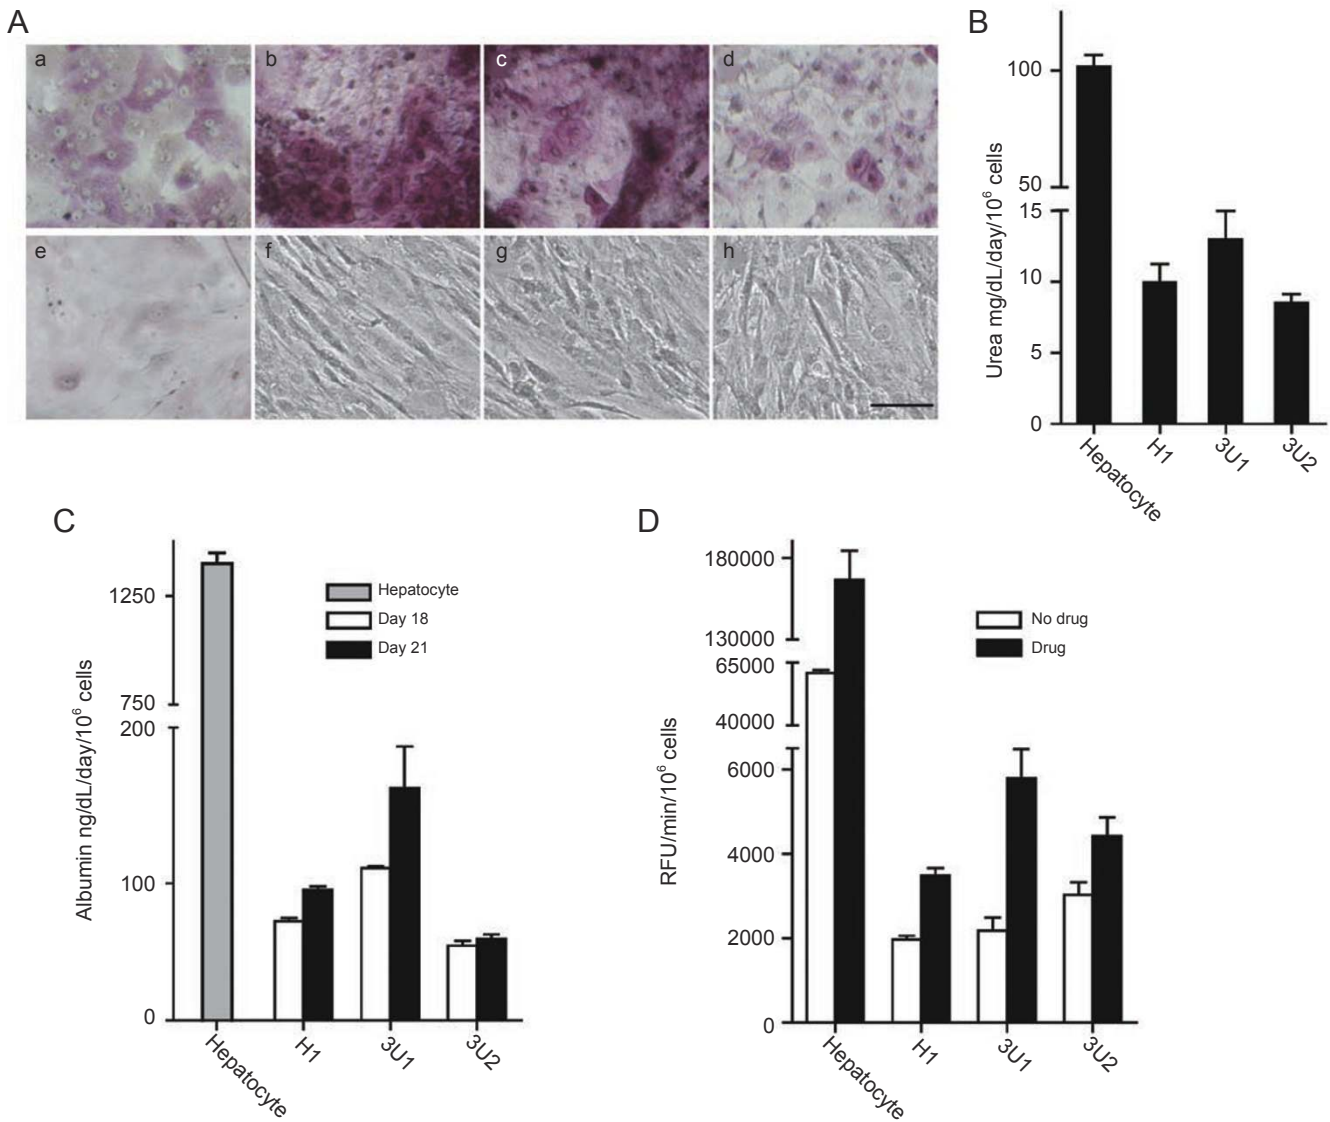 A
a
b
c
d
e
f
g
h
B
Urea mg/dL/day/10⁶ cells
100
50
15
10
5
0
Hepatocyte
H1
3U1
3U2
C
Albumin ng/dL/day/10⁶ cells
1250
750
200
100
0
Hepatocyte
Day 18
Day 21
Hepatocyte
H1
3U1
3U2
D
RFU/min/10⁶ cells
180000
130000
65000
40000
6000
4000
2000
0
No drug
Drug
Hepatocyte
H1
3U1
3U2